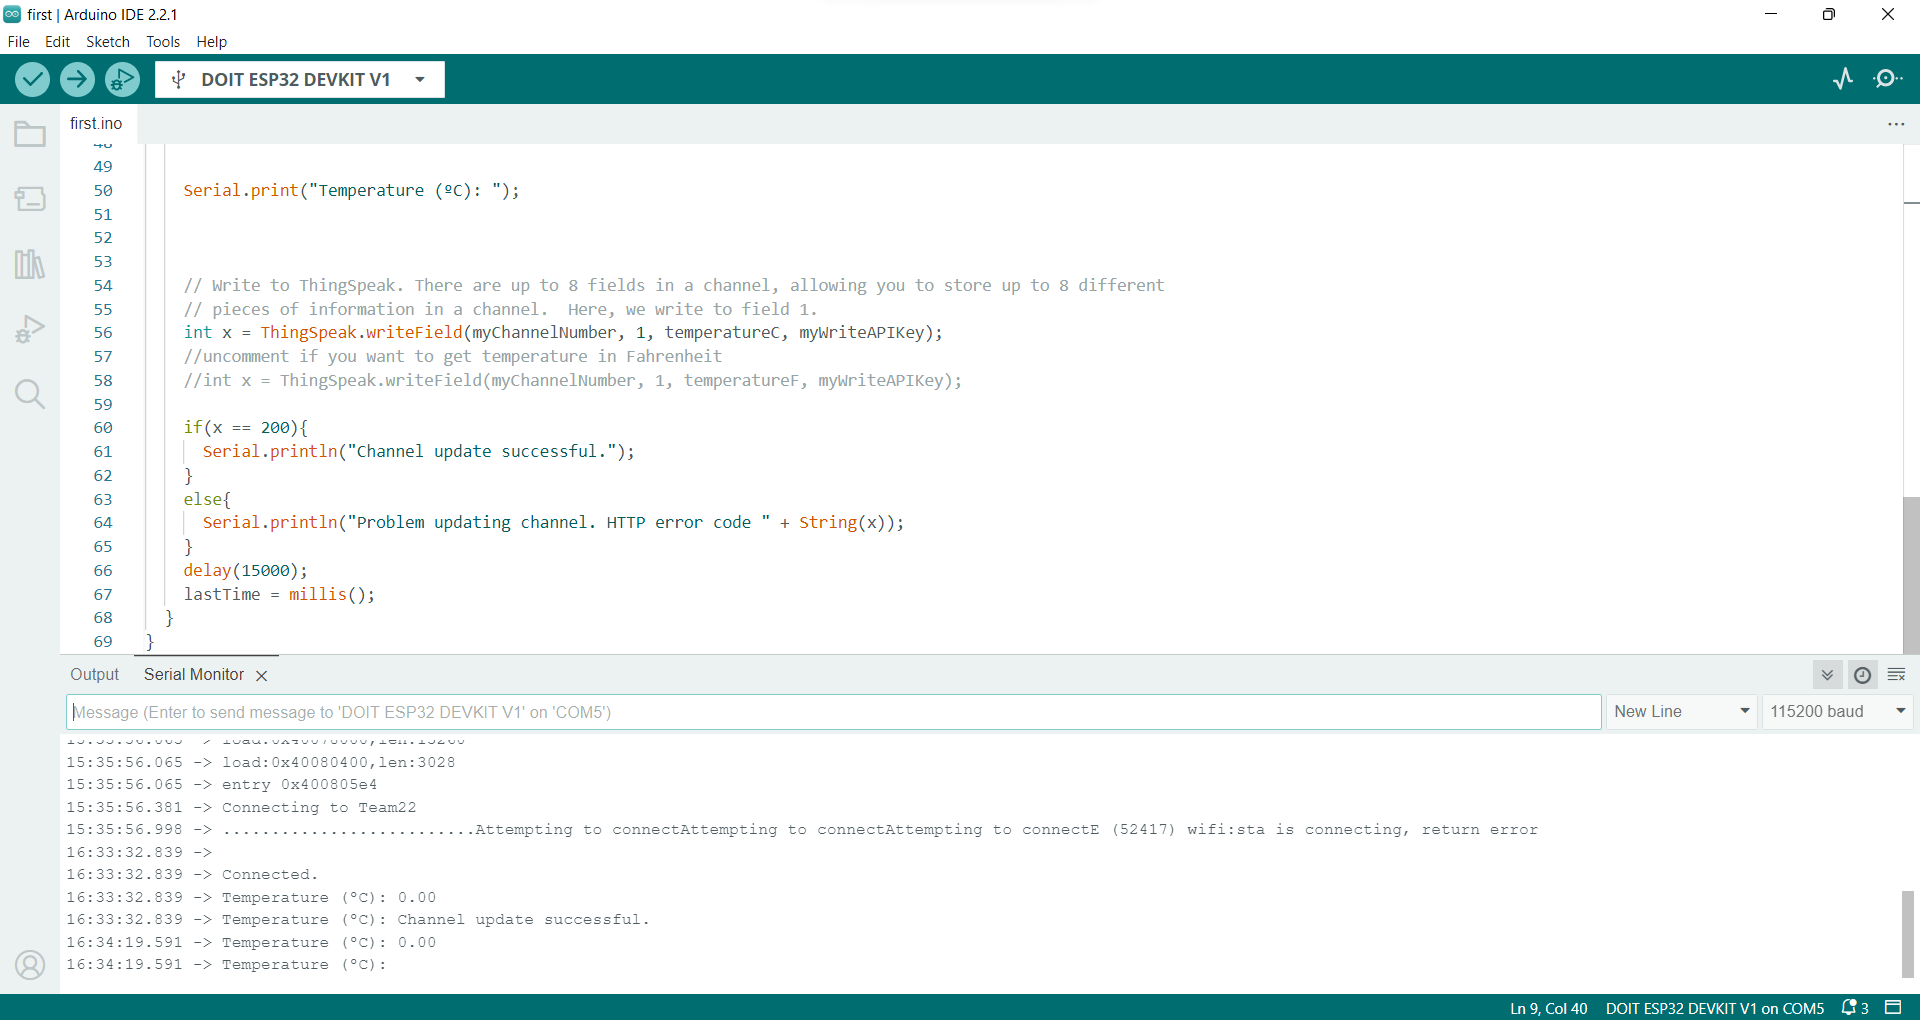 first | Arduino IDE 2.2.1
File Edit Sketch Tools Help
DOIT ESP32 DEVKIT V1
first.ino
49
50 Serial.print("Temperature (ºC): ");
51
52
53
54 // Write to ThingSpeak. There are up to 8 fields in a channel, allowing you to store up to 8 different
55 // pieces of information in a channel.  Here, we write to field 1.
56 int x = ThingSpeak.writeField(myChannelNumber, 1, temperatureC, myWriteAPIKey);
57 //uncomment if you want to get temperature in Fahrenheit
58 //int x = ThingSpeak.writeField(myChannelNumber, 1, temperatureF, myWriteAPIKey);
59
60 if(x == 200){
61 Serial.println("Channel update successful.");
62 }
63 else{
64 Serial.println("Problem updating channel. HTTP error code " + String(x));
65 }
66 delay(15000);
67 lastTime = millis();
68 }
69 }
Output Serial Monitor
Message (Enter to send message to 'DOIT ESP32 DEVKIT V1' on 'COM5') New Line 115200 baud
15:35:56.065 -> load:0x40080400,len:3028
15:35:56.065 -> entry 0x400805e4
15:35:56.381 -> Connecting to Team22
15:35:56.998 -> ..........................Attempting to connectAttempting to connectAttempting to connectE (52417) wifi:sta is connecting, return error
16:33:32.839 ->
16:33:32.839 -> Connected.
16:33:32.839 -> Temperature (ºC): 0.00
16:33:32.839 -> Temperature (ºC): Channel update successful.
16:34:19.591 -> Temperature (ºC): 0.00
16:34:19.591 -> Temperature (ºC):
Ln 9, Col 40 DOIT ESP32 DEVKIT V1 on COM5 3